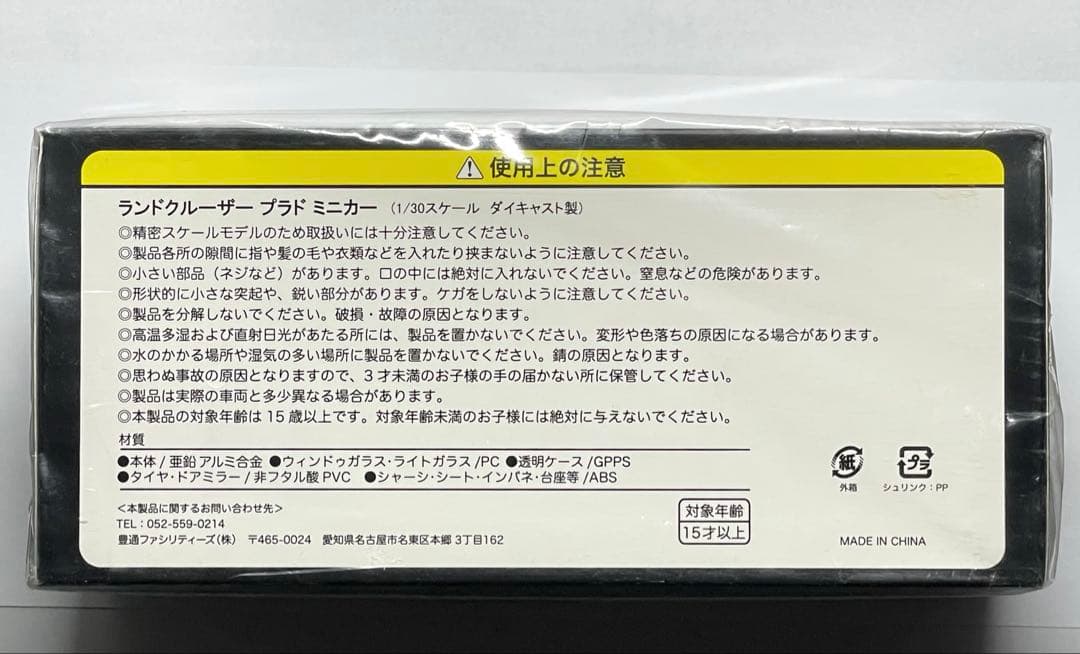 ⚠ 使用上の注意
ランドクルーザー プラド ミニカー (1/30スケール ダイキャスト製)
◎精密スケールモデルのため取扱いには十分注意してください。
◎製品各所の隙間に指や髪の毛や衣類などを入れたり挟まないように注意してください。
◎小さい部品(ネジなど)があります。口の中には絶対に入れないでください。窒息などの危険があります。
◎形状的に小さな突起や、鋭い部分があります。ケガをしないように注意してください。
◎製品を分解しないでください。破損・故障の原因となります。
◎高温多湿および直射日光があたる所には、製品を置かないでください。変形や色落ちの原因になる場合があります。
◎水のかかる場所や湿気の多い場所に製品を置かないでください。錆の原因となります。
◎思わぬ事故の原因となりますので、3才未満のお子様の手の届かない所に保管してください。
◎製品は実際の車両と多少異なる場合があります。
◎本製品の対象年齢は15歳以上です。対象年齢未満のお子様には絶対に与えないでください。
材質
●本体/亜鉛アルミ合金 ●ウィンドゥガラス・ライトガラス/PC ●透明ケース/GPPS
●タイヤ・ドアミラー/非フタル酸PVC ●シャーシ・シート・インパネ・台座等/ABS
<本製品に関するお問い合わせ先>
TEL:052-559-0214
豊通ファシリティーズ(株) 〒465-0024 愛知県名古屋市名東区本郷3丁目162
対象年齢
15才以上
紙
外箱
プラ
シュリンク:PP
MADE IN CHINA